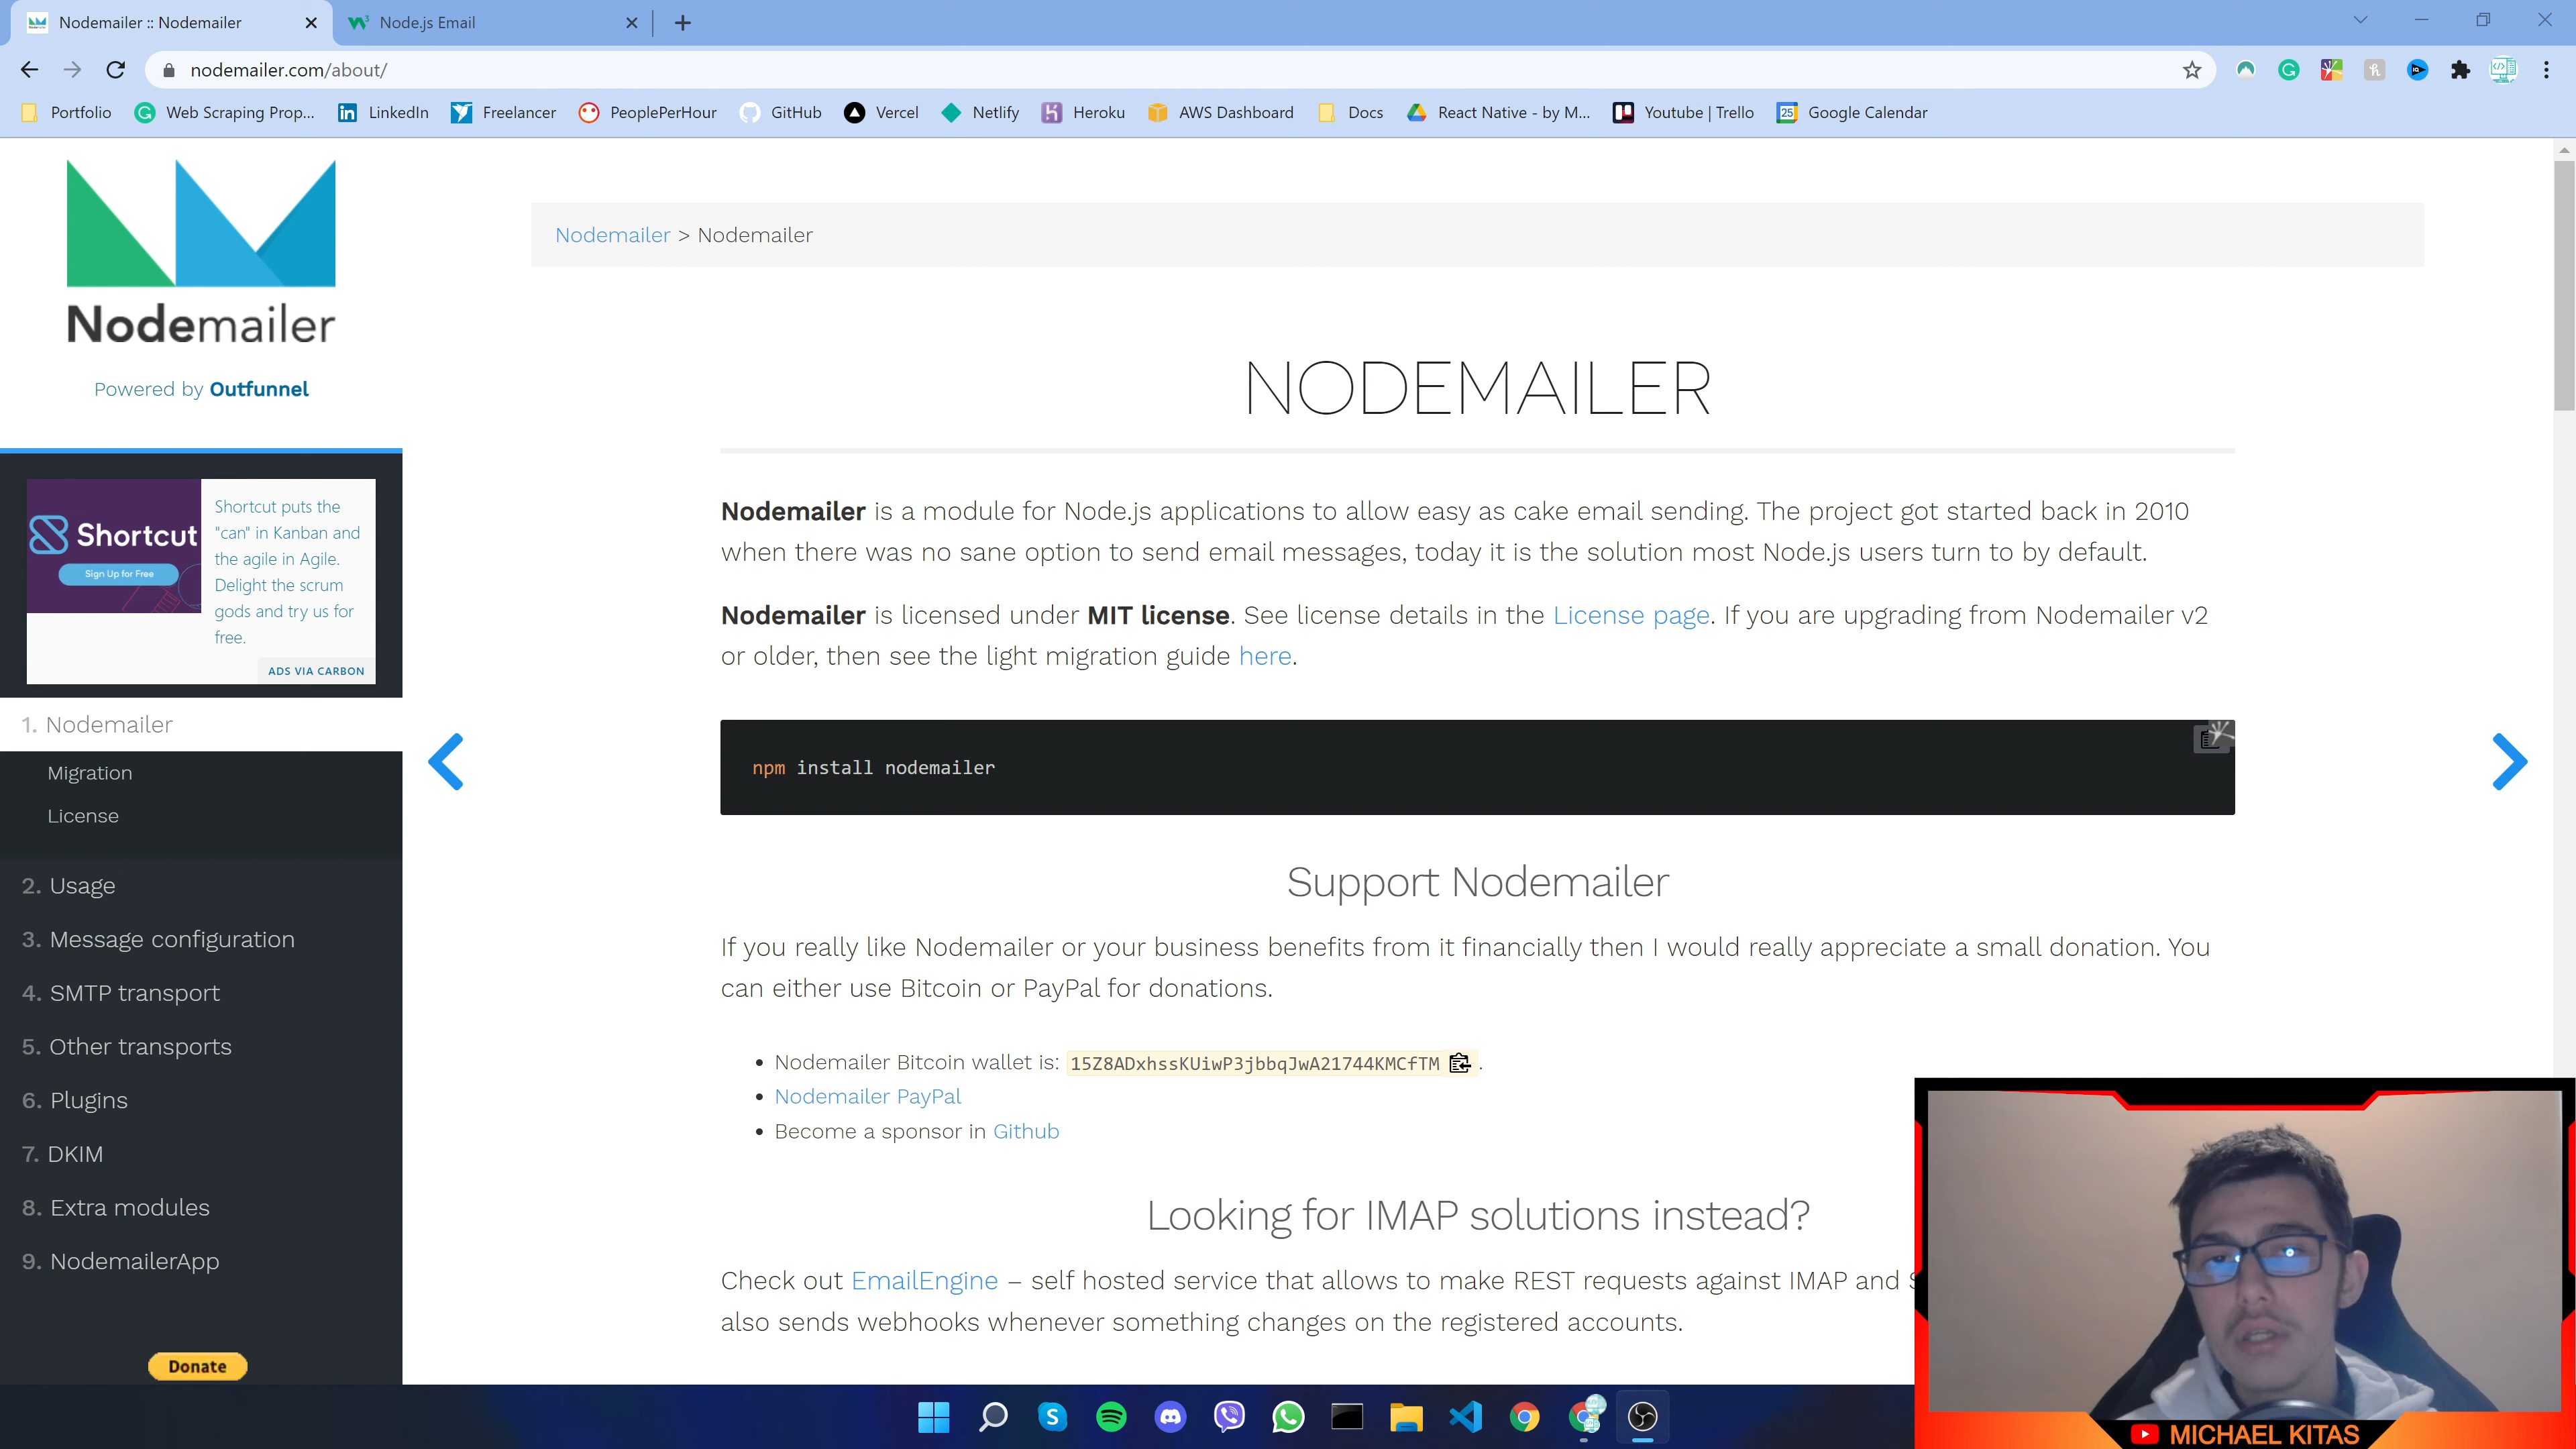 Nodemailer :: Nodemailer
Node.js Email
nodemailer.com/about/
Portfolio
Web Scraping Prop...
LinkedIn
Freelancer
PeoplePerHour
GitHub
Vercel
Netlify
Heroku
AWS Dashboard
Docs
React Native - by M...
Youtube | Trello
25
Google Calendar
Nodemailer
Powered by Outfunnel
Shortcut
Sign Up for Free
Shortcut puts the
"can" in Kanban and
the agile in Agile.
Delight the scrum
gods and try us for
free.
ADS VIA CARBON
1. Nodemailer
Migration
License
2. Usage
3. Message configuration
4. SMTP transport
5. Other transports
6. Plugins
7. DKIM
8. Extra modules
9. NodemailerApp
Donate
Nodemailer > Nodemailer
NODEMAILER
Nodemailer is a module for Node.js applications to allow easy as cake email sending. The project got started back in 2010
when there was no sane option to send email messages, today it is the solution most Node.js users turn to by default.
Nodemailer is licensed under MIT license. See license details in the License page. If you are upgrading from Nodemailer v2
or older, then see the light migration guide here.
npm install nodemailer
Support Nodemailer
If you really like Nodemailer or your business benefits from it financially then I would really appreciate a small donation. You
can either use Bitcoin or PayPal for donations.
• Nodemailer Bitcoin wallet is: 15Z8ADxhssKUiwP3jbbqJwA21744KMCfTM.
• Nodemailer PayPal
• Become a sponsor in Github
Looking for IMAP solutions instead?
Check out EmailEngine – self hosted service that allows to make REST requests against IMAP and
also sends webhooks whenever something changes on the registered accounts.
MICHAEL KITAS